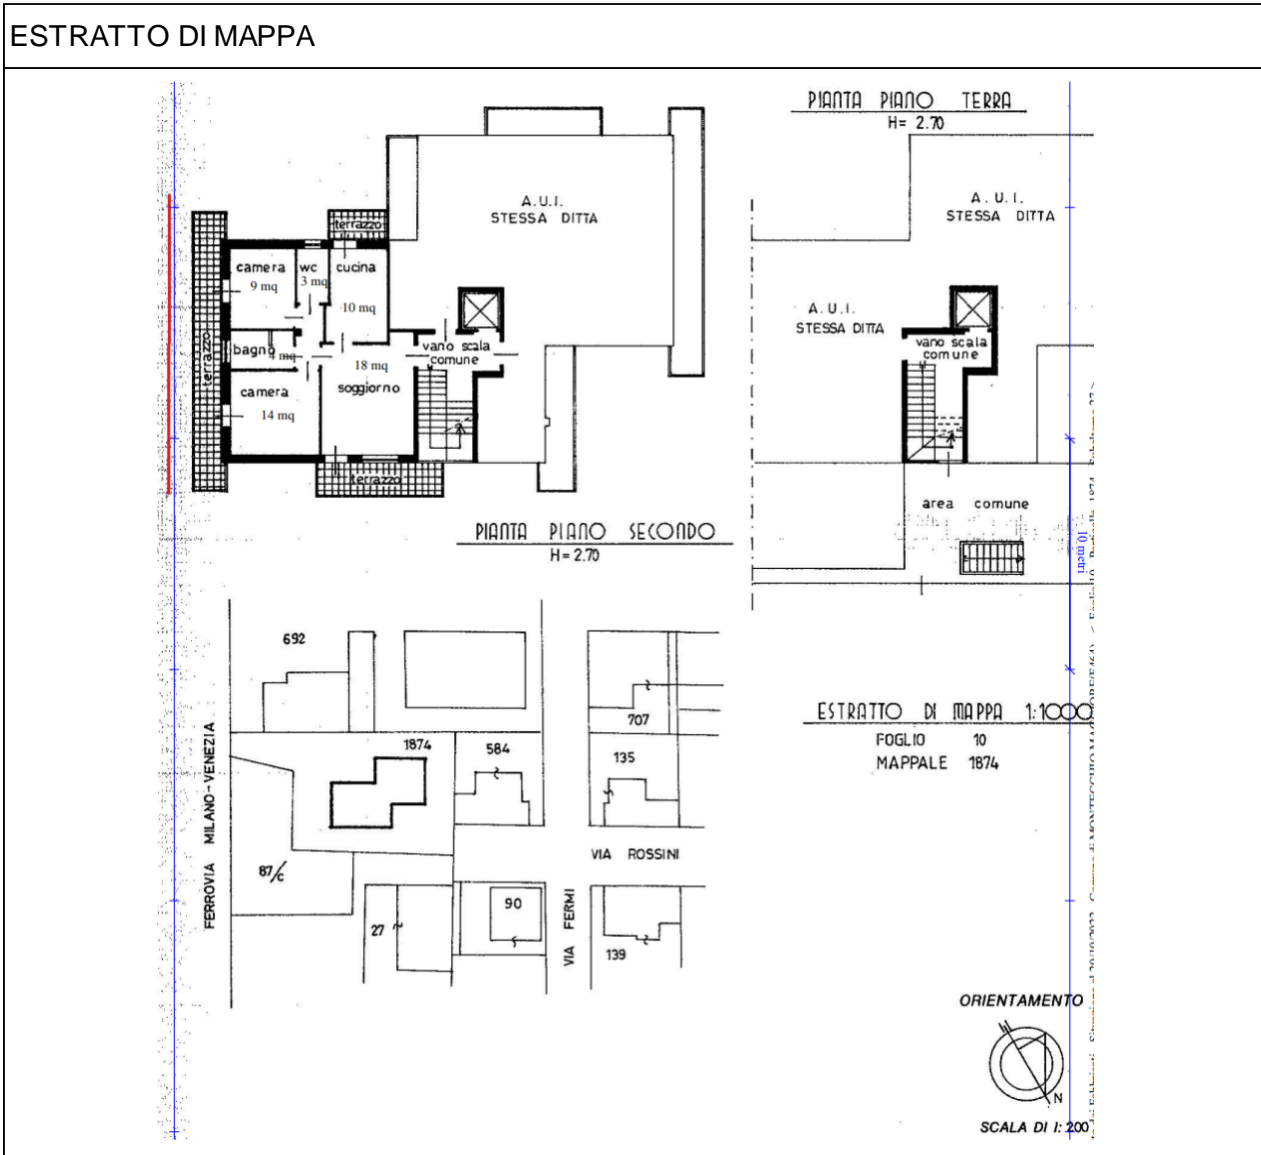 ESTRATTO DI MAPPA
PIANTA PIANO TERRA
H= 2.70
A.U.I.
STESSA DITTA
A.U.I.
STESSA DITTA
terrazzo
camera
9 mq
wc
3 mq
cucina
10 mq
terrazzo
bagno
4 mq
18 mq
soggiorno
camera
14 mq
vano scala
comune
terrazzo
A.U.I.
STESSA DITTA
vano scala
comune
area comune
10 metri
PIANTA PIANO SECONDO
H= 2.70
692
707
1874
584
135
FERROVIA MILANO-VENEZIA
87/c
VIA ROSSINI
27
90
VIA FERMI
139
ESTRATTO DI MAPPA 1:1000
FOGLIO 10
MAPPALE 1874
ORIENTAMENTO
N
SCALA DI I: 200